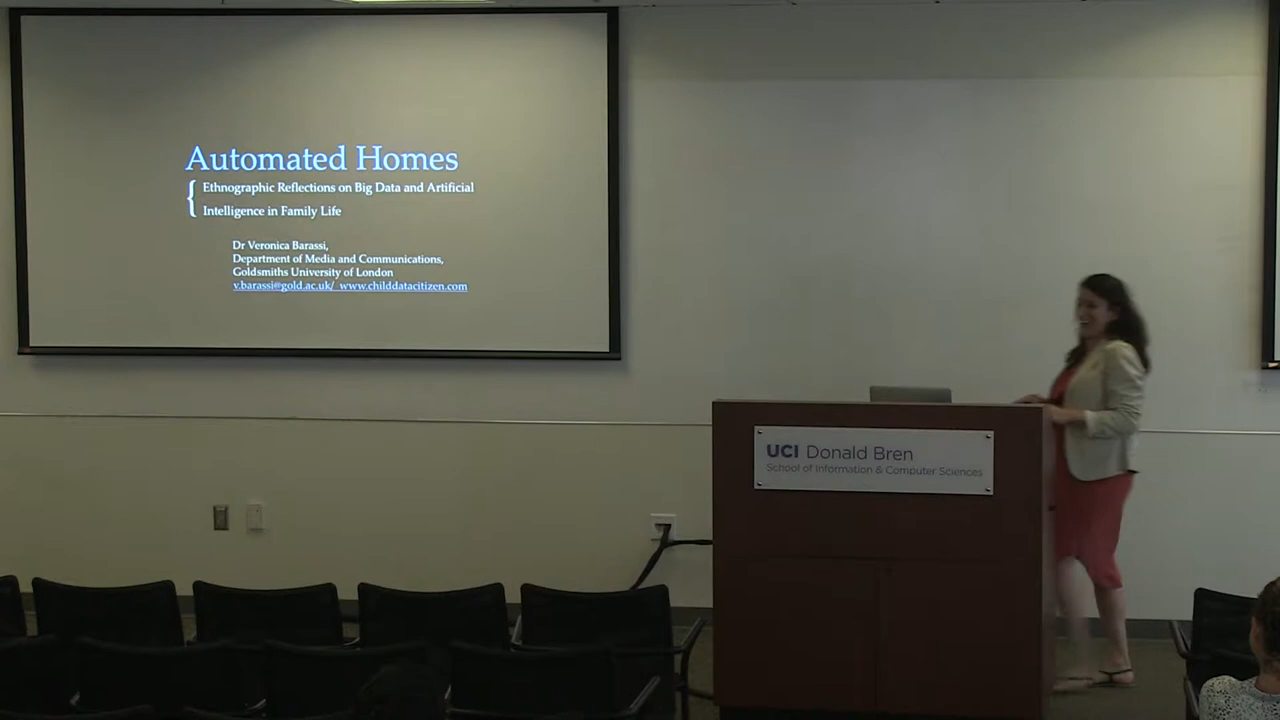 Automated Homes
Ethnographic Reflections on Big Data and Artificial
Intelligence in Family Life
Dr Veronica Barassi,
Department of Media and Communications,
Goldsmiths University of London
v.barassi@gold.ac.uk/ www.childdatacitizen.com
UCI Donald Bren
School of Information & Computer Sciences